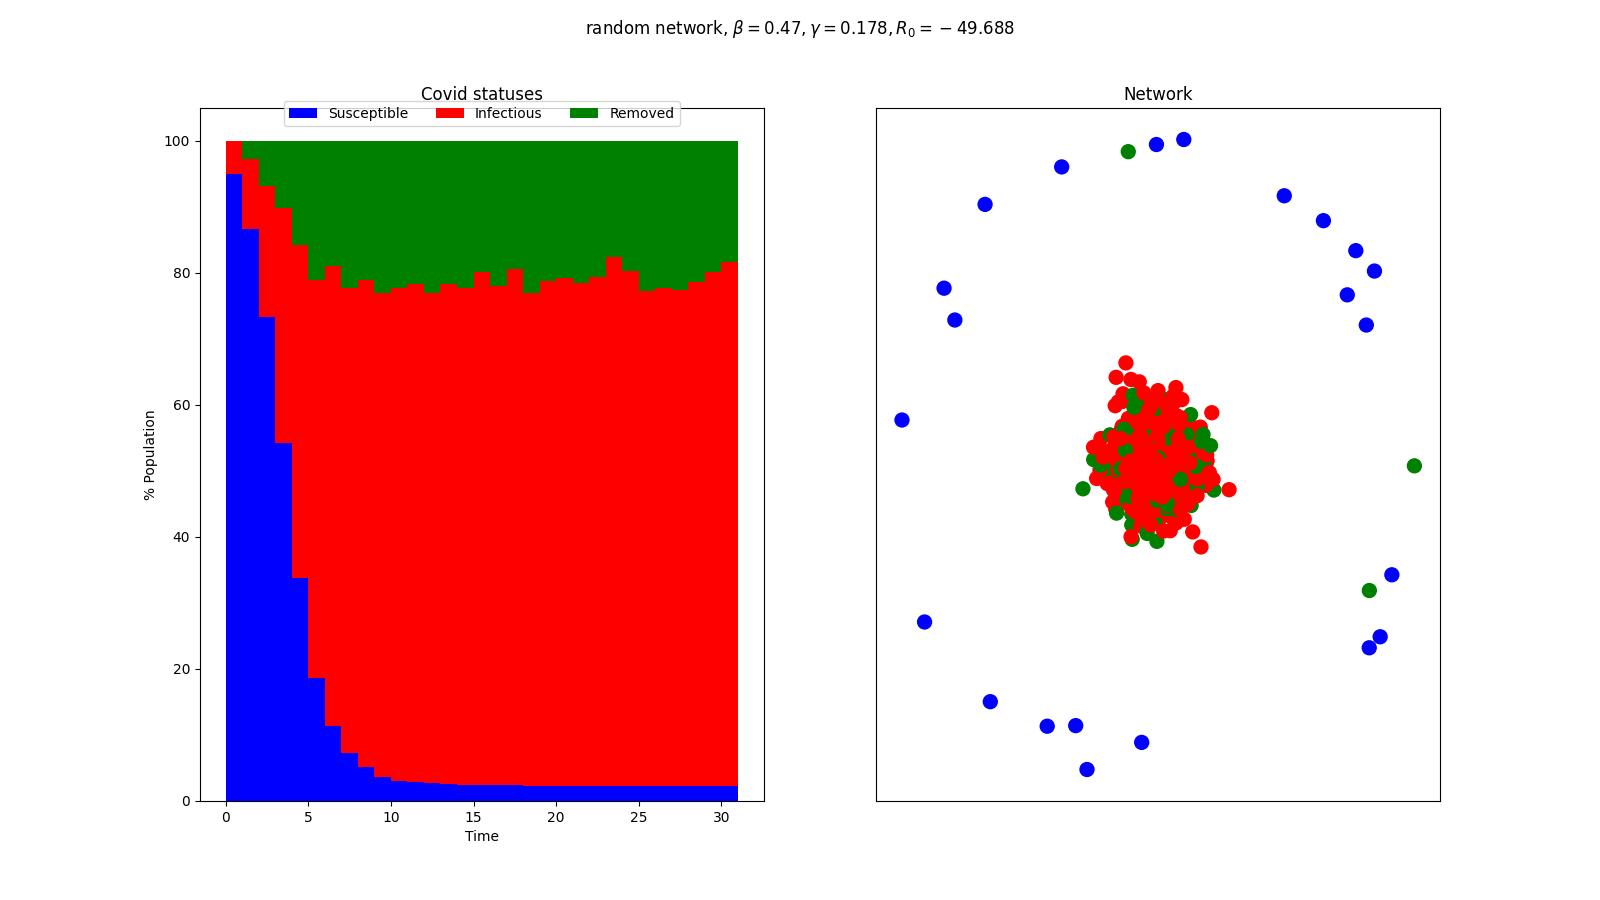 random network, β = 0.47, γ = 0.178, R₀ = − 49.688
Covid statuses
Susceptible Infectious Removed
% Population
100
80
60
40
20
0
0 5 10 15 20 25 30
Time
Network